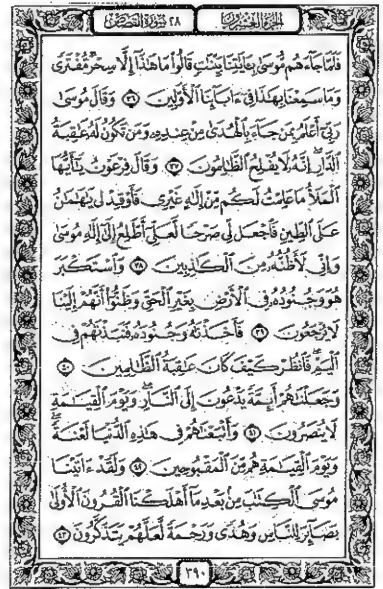 الجزء العشرون ٢٨ سورة القصص
فَلَمَّا جَآءَهُم مُّوسَىٰ بِـَٔايَٰتِنَا بَيِّنَٰتٍ قَالُوا۟ مَا هَٰذَآ إِلَّا سِحْرٌ مُّفْتَرًى
وَمَا سَمِعْنَا بِهَٰذَا فِىٓ ءَابَآئِنَا ٱلْأَوَّلِينَ ٣٦ وَقَالَ مُوسَىٰ
رَبِّىٓ أَعْلَمُ بِمَن جَآءَ بِٱلْهُدَىٰ مِنْ عِندِهِۦ وَمَن تَكُونُ لَهُۥ عَٰقِبَةُ
ٱلدَّارِ إِنَّهُۥ لَا يُفْلِحُ ٱلظَّٰلِمُونَ ٣٧ وَقَالَ فِرْعَوْنُ يَٰٓأَيُّهَا
ٱلْمَلَأُ مَا عَلِمْتُ لَكُم مِّنْ إِلَٰهٍ غَيْرِى فَأَوْقِدْ لِى يَٰهَٰمَٰنُ
عَلَى ٱلطِّينِ فَٱجْعَل لِّى صَرْحًا لَّعَلِّىٓ أَطَّلِعُ إِلَىٰٓ إِلَٰهِ مُوسَىٰ
وَإِنِّى لَأَظُنُّهُۥ مِنَ ٱلْكَٰذِبِينَ ٣٨ وَٱسْتَكْبَرَ
هُوَ وَجُنُودُهُۥ فِى ٱلْأَرْضِ بِغَيْرِ ٱلْحَقِّ وَظَنُّوٓا۟ أَنَّهُمْ إِلَيْنَا
لَا يُرْجَعُونَ ٣٩ فَأَخَذْنَٰهُ وَجُنُودَهُۥ فَنَبَذْنَٰهُمْ فِى
ٱلْيَمِّ فَٱنظُرْ كَيْفَ كَانَ عَٰقِبَةُ ٱلظَّٰلِمِينَ ٤٠
وَجَعَلْنَٰهُمْ أَئِمَّةً يَدْعُونَ إِلَى ٱلنَّارِ وَيَوْمَ ٱلْقِيَٰمَةِ
لَا يُنصَرُونَ ٤١ وَأَتْبَعْنَٰهُمْ فِى هَٰذِهِ ٱلدُّنْيَا لَعْنَةً
وَيَوْمَ ٱلْقِيَٰمَةِ هُم مِّنَ ٱلْمَقْبُوحِينَ ٤٢ وَلَقَدْ ءَاتَيْنَا
مُوسَى ٱلْكِتَٰبَ مِنۢ بَعْدِ مَآ أَهْلَكْنَا ٱلْقُرُونَ ٱلْأُولَىٰ
بَصَآئِرَ لِلنَّاسِ وَهُدًى وَرَحْمَةً لَّعَلَّهُمْ يَتَذَكَّرُونَ ٤٣
٣٩٠